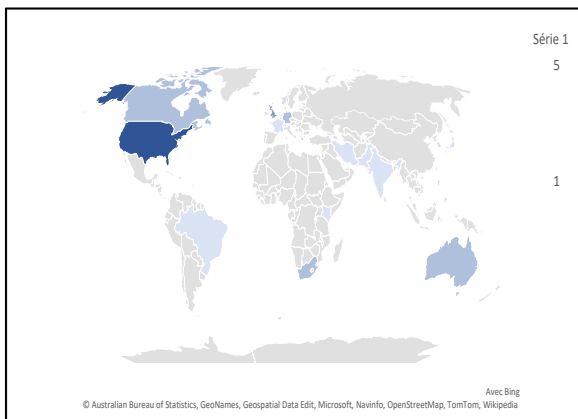 Série 1
5
1
Avec Bing
© Australian Bureau of Statistics, GeoNames, Geospatial Data Edit, Microsoft, Navinfo, OpenStreetMap, TomTom, Wikipedia